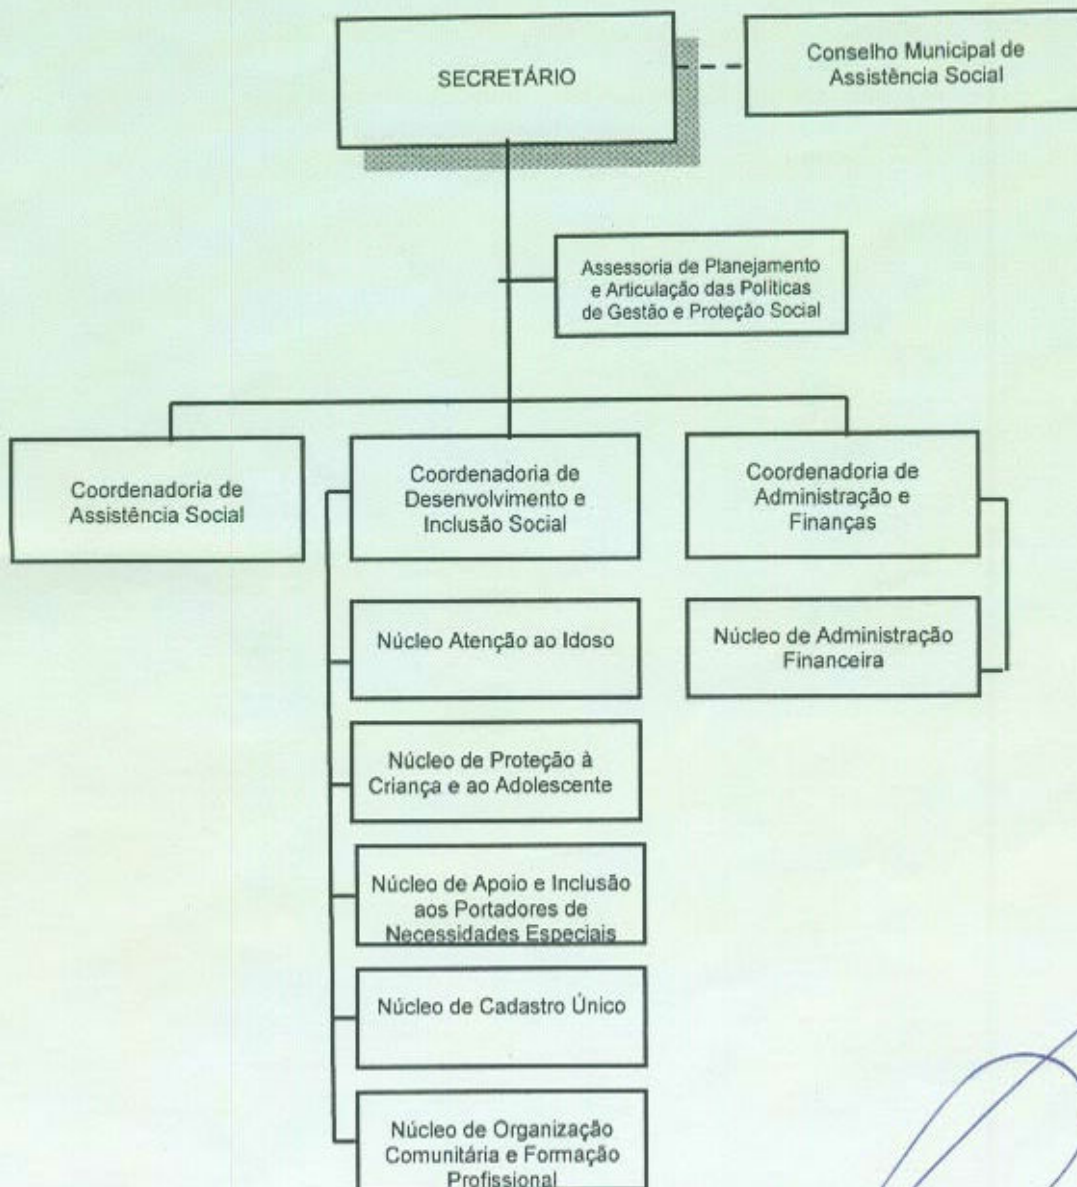 SECRETÁRIO
Conselho Municipal de
Assistência Social
Assessoria de Planejamento
e Articulação das Políticas
de Gestão e Proteção Social
Coordenadoria de
Assistência Social
Coordenadoria de
Desenvolvimento e
Inclusão Social
Coordenadoria de
Administração e
Finanças
Núcleo Atenção ao Idoso
Núcleo de Administração
Financeira
Núcleo de Proteção à
Criança e ao Adolescente
Núcleo de Apoio e Inclusão
aos Portadores de
Necessidades Especiais
Núcleo de Cadastro Único
Núcleo de Organização
Comunitária e Formação
Profissional